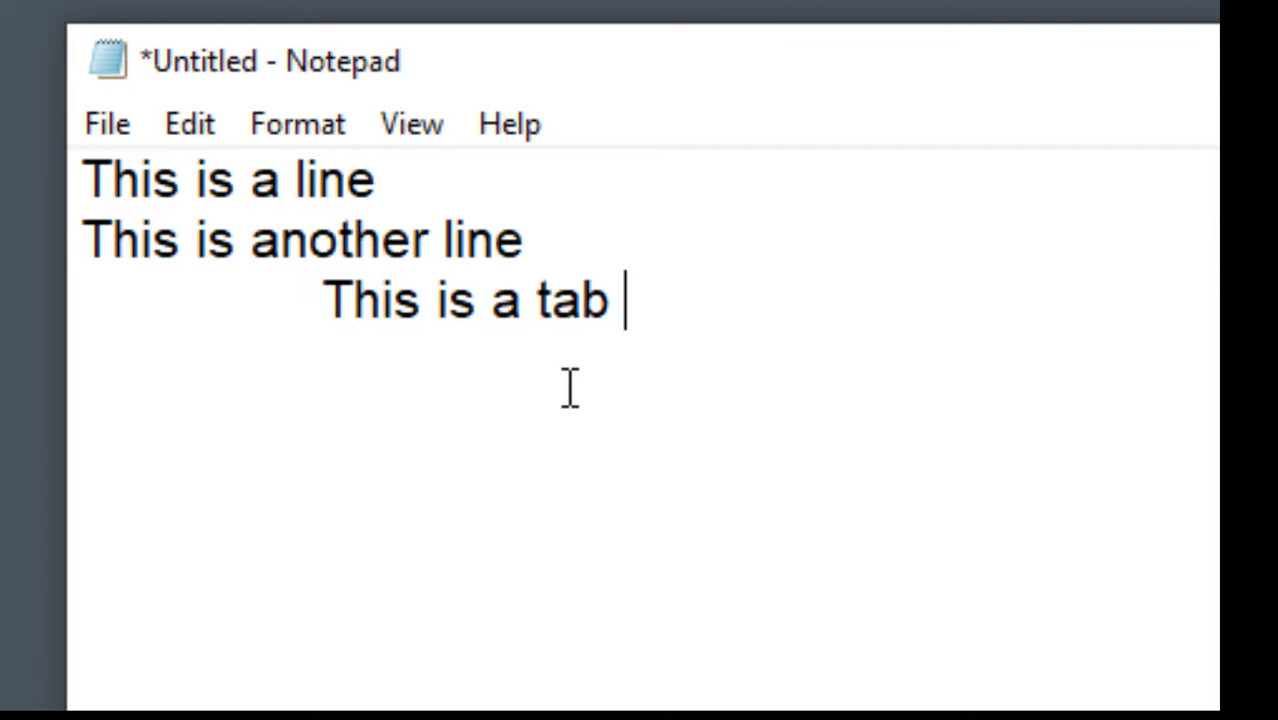 *Untitled - Notepad
File Edit Format View Help
This is a line
This is another line
	This is a tab